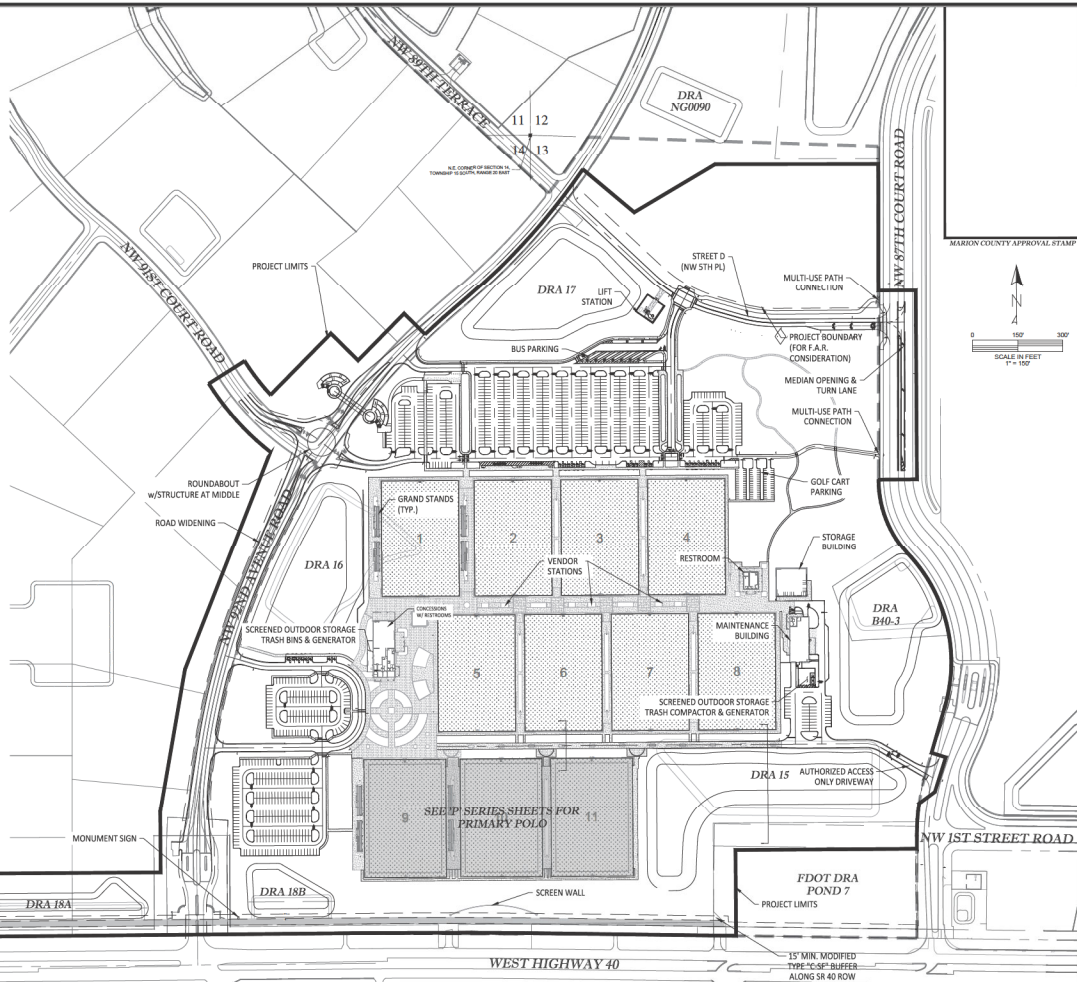 NW 89TH TERRACE
DRA
NG0090
11 12
14 13
N.E. CORNER OF SECTION 14,
TOWNSHIP 15 SOUTH, RANGE 20 EAST
NW 87TH COURT ROAD
MARION COUNTY APPROVAL STAMP
N
0 150' 300'
SCALE IN FEET
1" = 150'
NW 91ST COURT ROAD
PROJECT LIMITS
STREET D
(NW 5TH PL)
MULTI-USE PATH
CONNECTION
DRA 17
LIFT
STATION
PROJECT BOUNDARY
(FOR F.A.R.
CONSIDERATION)
BUS PARKING
MEDIAN OPENING &
TURN LANE
MULTI-USE PATH
CONNECTION
ROUNDABOUT
w/STRUCTURE AT MIDDLE
GOLF CART
PARKING
GRAND STANDS
(TYP.)
ROAD WIDENING
1
2
3
4
STORAGE
BUILDING
NW 92ND AVENUE ROAD
DRA 16
VENDOR
STATIONS
RESTROOM
CONCESSIONS
W/ RESTROOMS
DRA
B40-3
SCREENED OUTDOOR STORAGE
TRASH BINS & GENERATOR
MAINTENANCE
BUILDING
5
6
7
8
SCREENED OUTDOOR STORAGE
TRASH COMPACTOR & GENERATOR
DRA 15
AUTHORIZED ACCESS
ONLY DRIVEWAY
SEE 'P' SERIES SHEETS FOR
PRIMARY POLO
9
11
MONUMENT SIGN
NW 1ST STREET ROAD
DRA 18A
DRA 18B
SCREEN WALL
FDOT DRA
POND 7
PROJECT LIMITS
WEST HIGHWAY 40
15' MIN. MODIFIED
TYPE "C-SF" BUFFER
ALONG SR 40 ROW